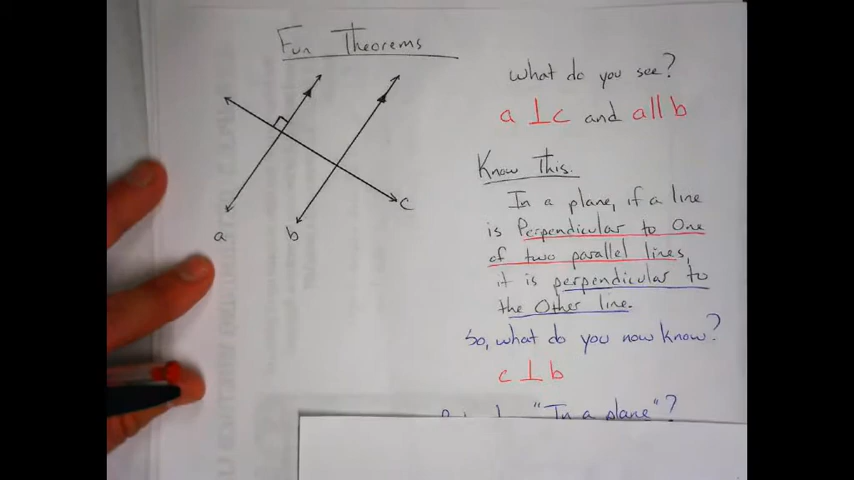 Fun Theorems
What do you see?
a ⊥ c and a || b
Know This.
In a plane, if a line
is Perpendicular to One
of two parallel lines,
it is perpendicular to
the Other line.
So, what do you now know?
c ⊥ b
"In a plane"?
a
b
c